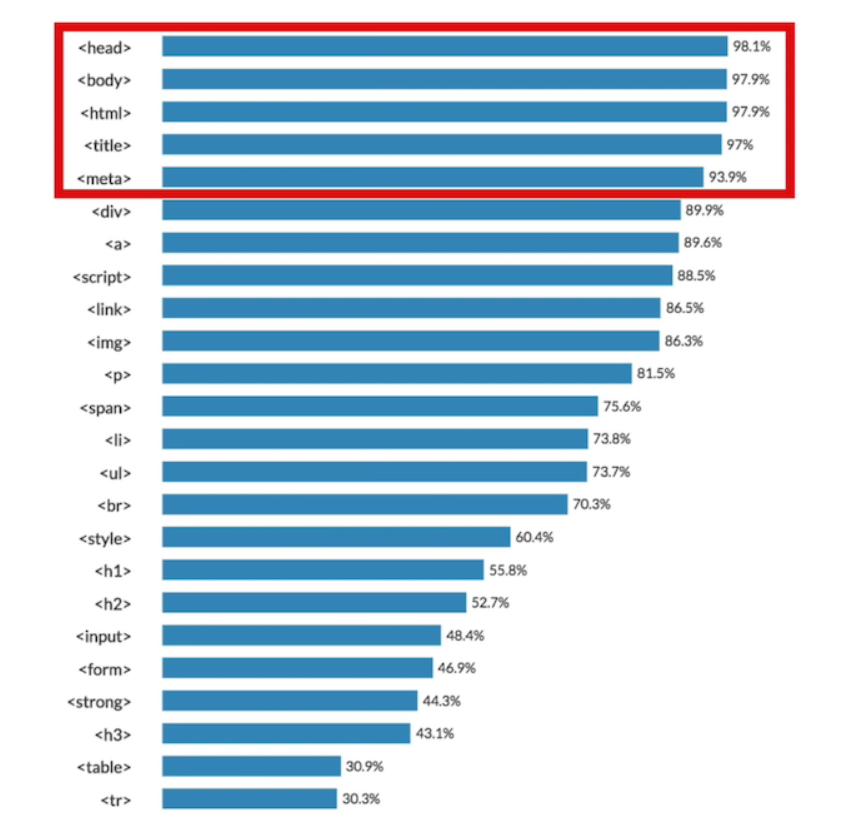 <head> 98.1%
<body> 97.9%
<html> 97.9%
<title> 97%
<meta> 93.9%
<div> 89.9%
<a> 89.6%
<script> 88.5%
<link> 86.5%
<img> 86.3%
<p> 81.5%
<span> 75.6%
<li> 73.8%
<ul> 73.7%
<br> 70.3%
<style> 60.4%
<h1> 55.8%
<h2> 52.7%
<input> 48.4%
<form> 46.9%
<strong> 44.3%
<h3> 43.1%
<table> 30.9%
<tr> 30.3%